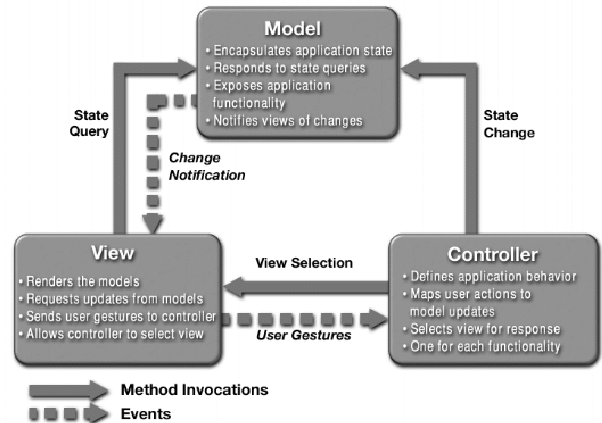 Model
• Encapsulates application state
• Responds to state queries
• Exposes application
functionality
• Notifies views of changes
State
Query
Change
Notification
State
Change
View
• Renders the models
• Requests updates from models
• Sends user gestures to controller
• Allows controller to select view
View Selection
User Gestures
Controller
• Defines application behavior
• Maps user actions to
model updates
• Selects view for response
• One for each functionality
Method Invocations
Events